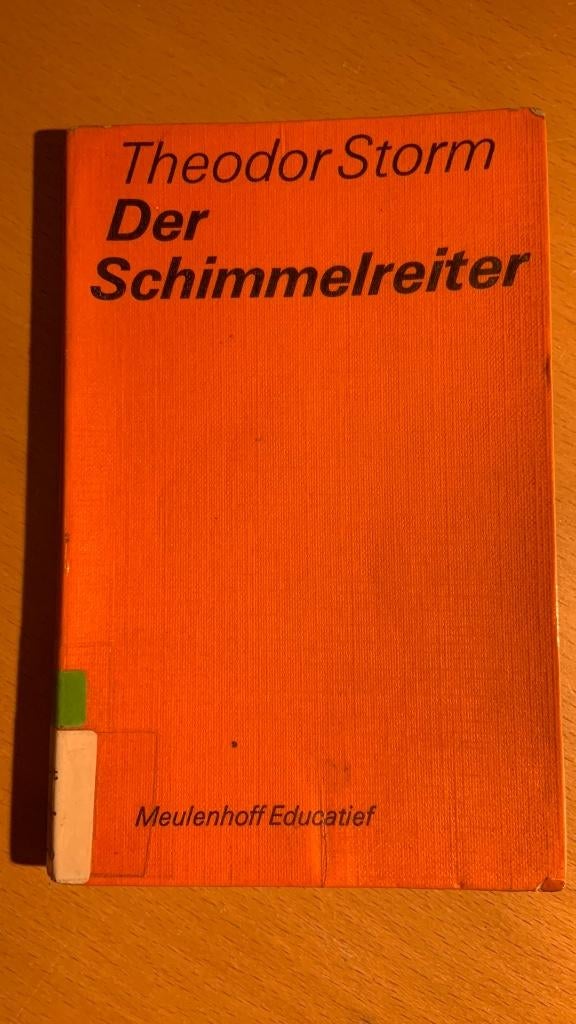 Theodor Storm
Der
Schimmelreiter
Meulenhoff Educatief